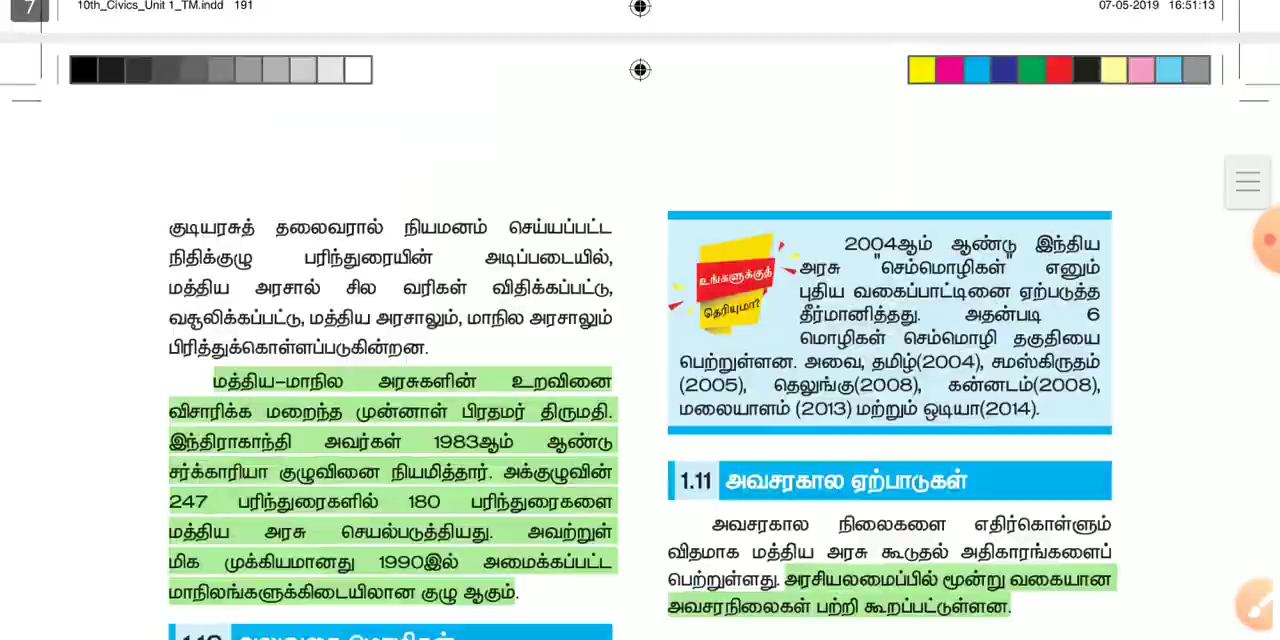 7
10th_Civics_Unit 1_TM.indd 191
07-05-2019 16:51:13
குடியரசுத் தலைவரால் நியமனம் செய்யப்பட்ட
நிதிக்குழு பரிந்துரையின் அடிப்படையில்,
மத்திய அரசால் சில வரிகள் விதிக்கப்பட்டு,
வசூலிக்கப்பட்டு, மத்திய அரசாலும், மாநில அரசாலும்
பிரித்துக்கொள்ளப்படுகின்றன.
மத்திய-மாநில அரசுகளின் உறவினை
விசாரிக்க மறைந்த முன்னாள் பிரதமர் திருமதி.
இந்திராகாந்தி அவர்கள் 1983ஆம் ஆண்டு
சர்க்காரியா குழுவினை நியமித்தார். அக்குழுவின்
247 பரிந்துரைகளில் 180 பரிந்துரைகளை
மத்திய அரசு செயல்படுத்தியது. அவற்றுள்
மிக முக்கியமானது 1990இல் அமைக்கப்பட்ட
மாநிலங்களுக்கிடையிலான குழு ஆகும்.
1.10 அலுவலக மொழிகள்
உங்களுக்குத்
தெரியுமா?
2004ஆம் ஆண்டு இந்திய
அரசு "செம்மொழிகள்" எனும்
புதிய வகைப்பாட்டினை ஏற்படுத்த
தீர்மானித்தது. அதன்படி 6
மொழிகள் செம்மொழி தகுதியை
பெற்றுள்ளன. அவை, தமிழ்(2004), சமஸ்கிருதம்
(2005), தெலுங்கு(2008), கன்னடம்(2008),
மலையாளம் (2013) மற்றும் ஒடியா(2014).
1.11 அவசரகால ஏற்பாடுகள்
அவசரகால நிலைகளை எதிர்கொள்ளும்
விதமாக மத்திய அரசு கூடுதல் அதிகாரங்களைப்
பெற்றுள்ளது. அரசியலமைப்பில் மூன்று வகையான
அவசரநிலைகள் பற்றி கூறப்பட்டுள்ளன.